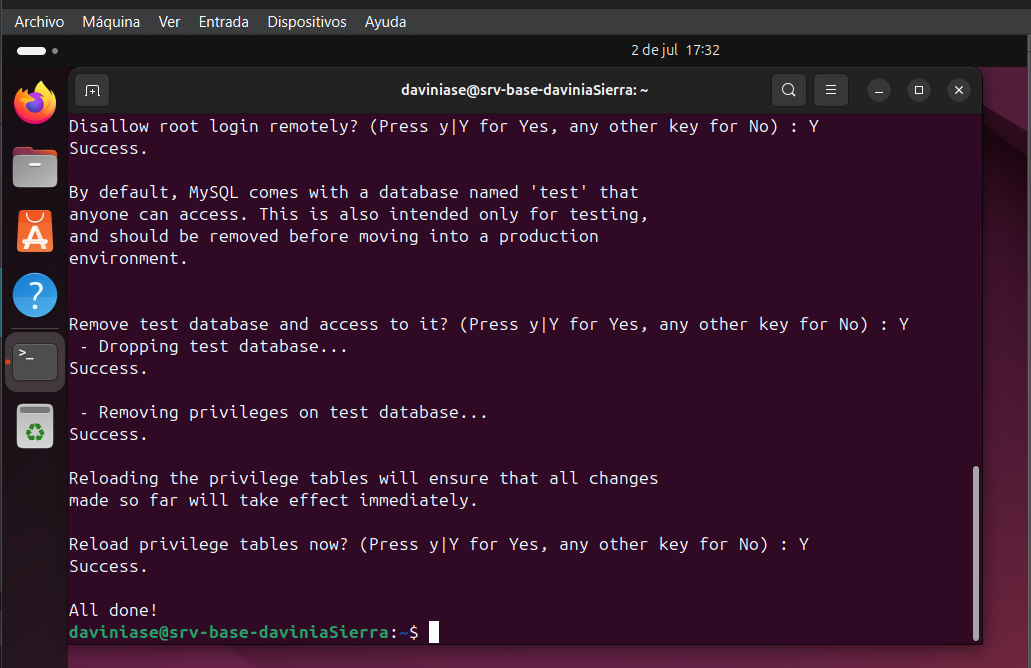 Archivo Máquina Ver Entrada Dispositivos Ayuda
2 de jul 17:32
daviniase@srv-base-daviniaSierra: ~
Disallow root login remotely? (Press y|Y for Yes, any other key for No) : Y
Success.
By default, MySQL comes with a database named 'test' that
anyone can access. This is also intended only for testing,
and should be removed before moving into a production
environment.
Remove test database and access to it? (Press y|Y for Yes, any other key for No) : Y
- Dropping test database...
Success.
- Removing privileges on test database...
Success.
Reloading the privilege tables will ensure that all changes
made so far will take effect immediately.
Reload privilege tables now? (Press y|Y for Yes, any other key for No) : Y
Success.
All done!
daviniase@srv-base-daviniaSierra:~$